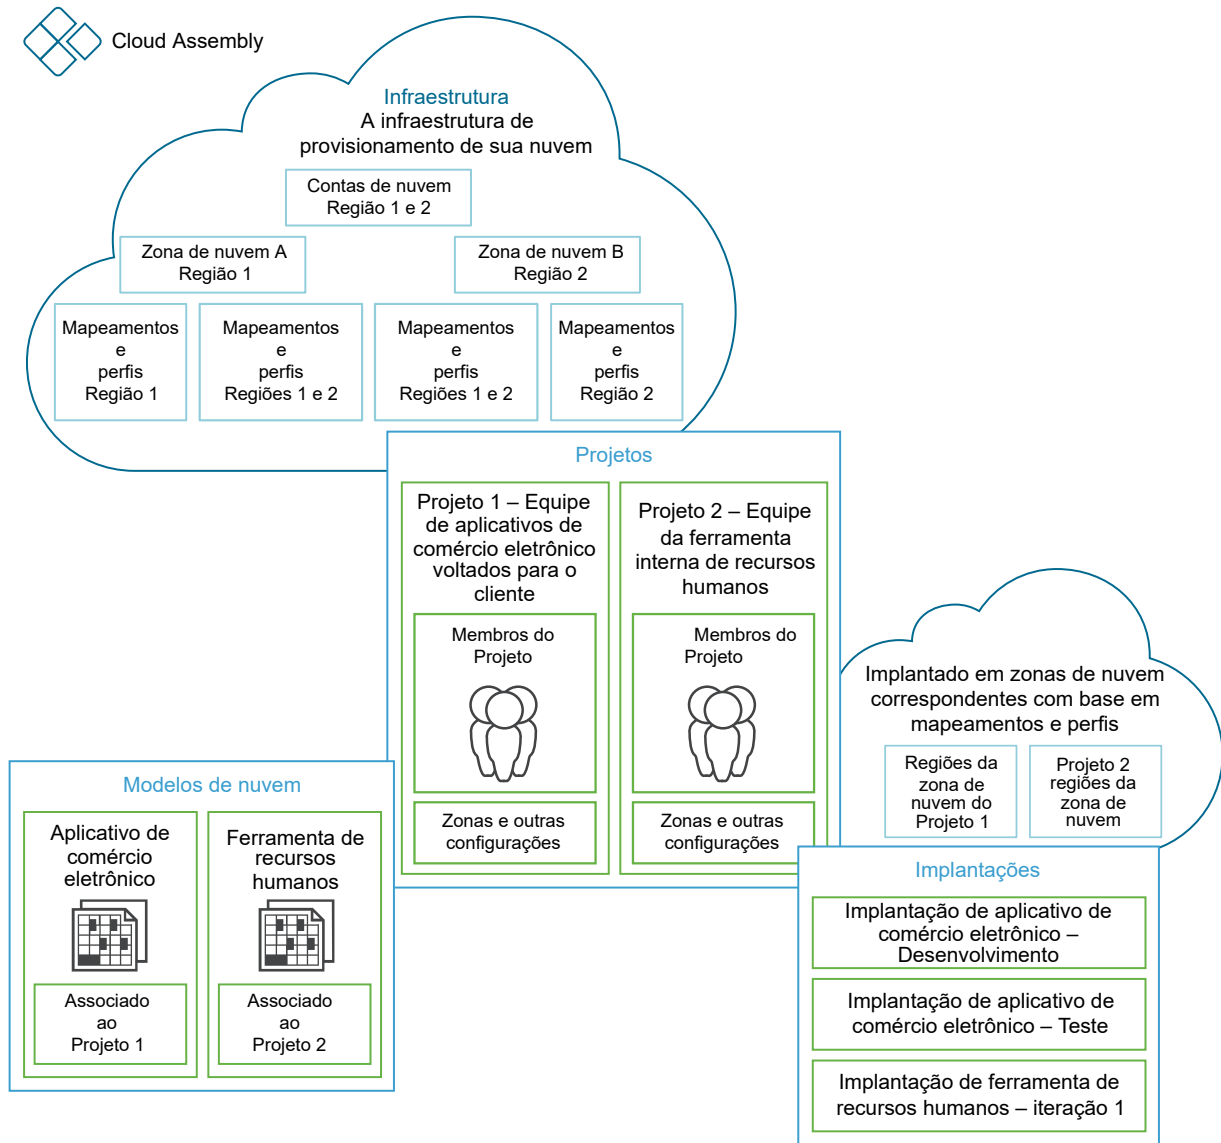 Cloud Assembly
Infraestrutura
A infraestrutura de
provisionamento de sua nuvem
Contas de nuvem
Região 1 e 2
Zona de nuvem A
Região 1
Zona de nuvem B
Região 2
Mapeamentos
e
perfis
Região 1
Mapeamentos
e
perfis
Regiões 1 e 2
Mapeamentos
e
perfis
Regiões 1 e 2
Mapeamentos
e
perfis
Região 2
Projetos
Projeto 1 – Equipe
de aplicativos de
comércio eletrônico
voltados para o
cliente
Membros do
Projeto
Zonas e outras
configurações
Projeto 2 – Equipe
da ferramenta
interna de recursos
humanos
Membros do
Projeto
Zonas e outras
configurações
Modelos de nuvem
Aplicativo de
comércio
eletrônico
Associado
ao
Projeto 1
Ferramenta de
recursos
humanos
Associado
ao
Projeto 2
Implantado em zonas de nuvem
correspondentes com base em
mapeamentos e perfis
Regiões da
zona de
nuvem do
Projeto 1
Projeto 2
regiões da
zona de
nuvem
Implantações
Implantação de aplicativo de
comércio eletrônico –
Desenvolvimento
Implantação de aplicativo de
comércio eletrônico – Teste
Implantação de ferramenta de
recursos humanos – iteração 1